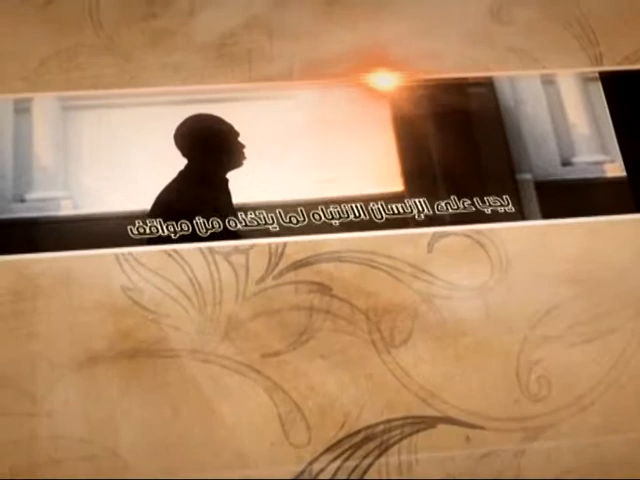 يجب على الإنسان الانتباه لما يتخذه من مواقف